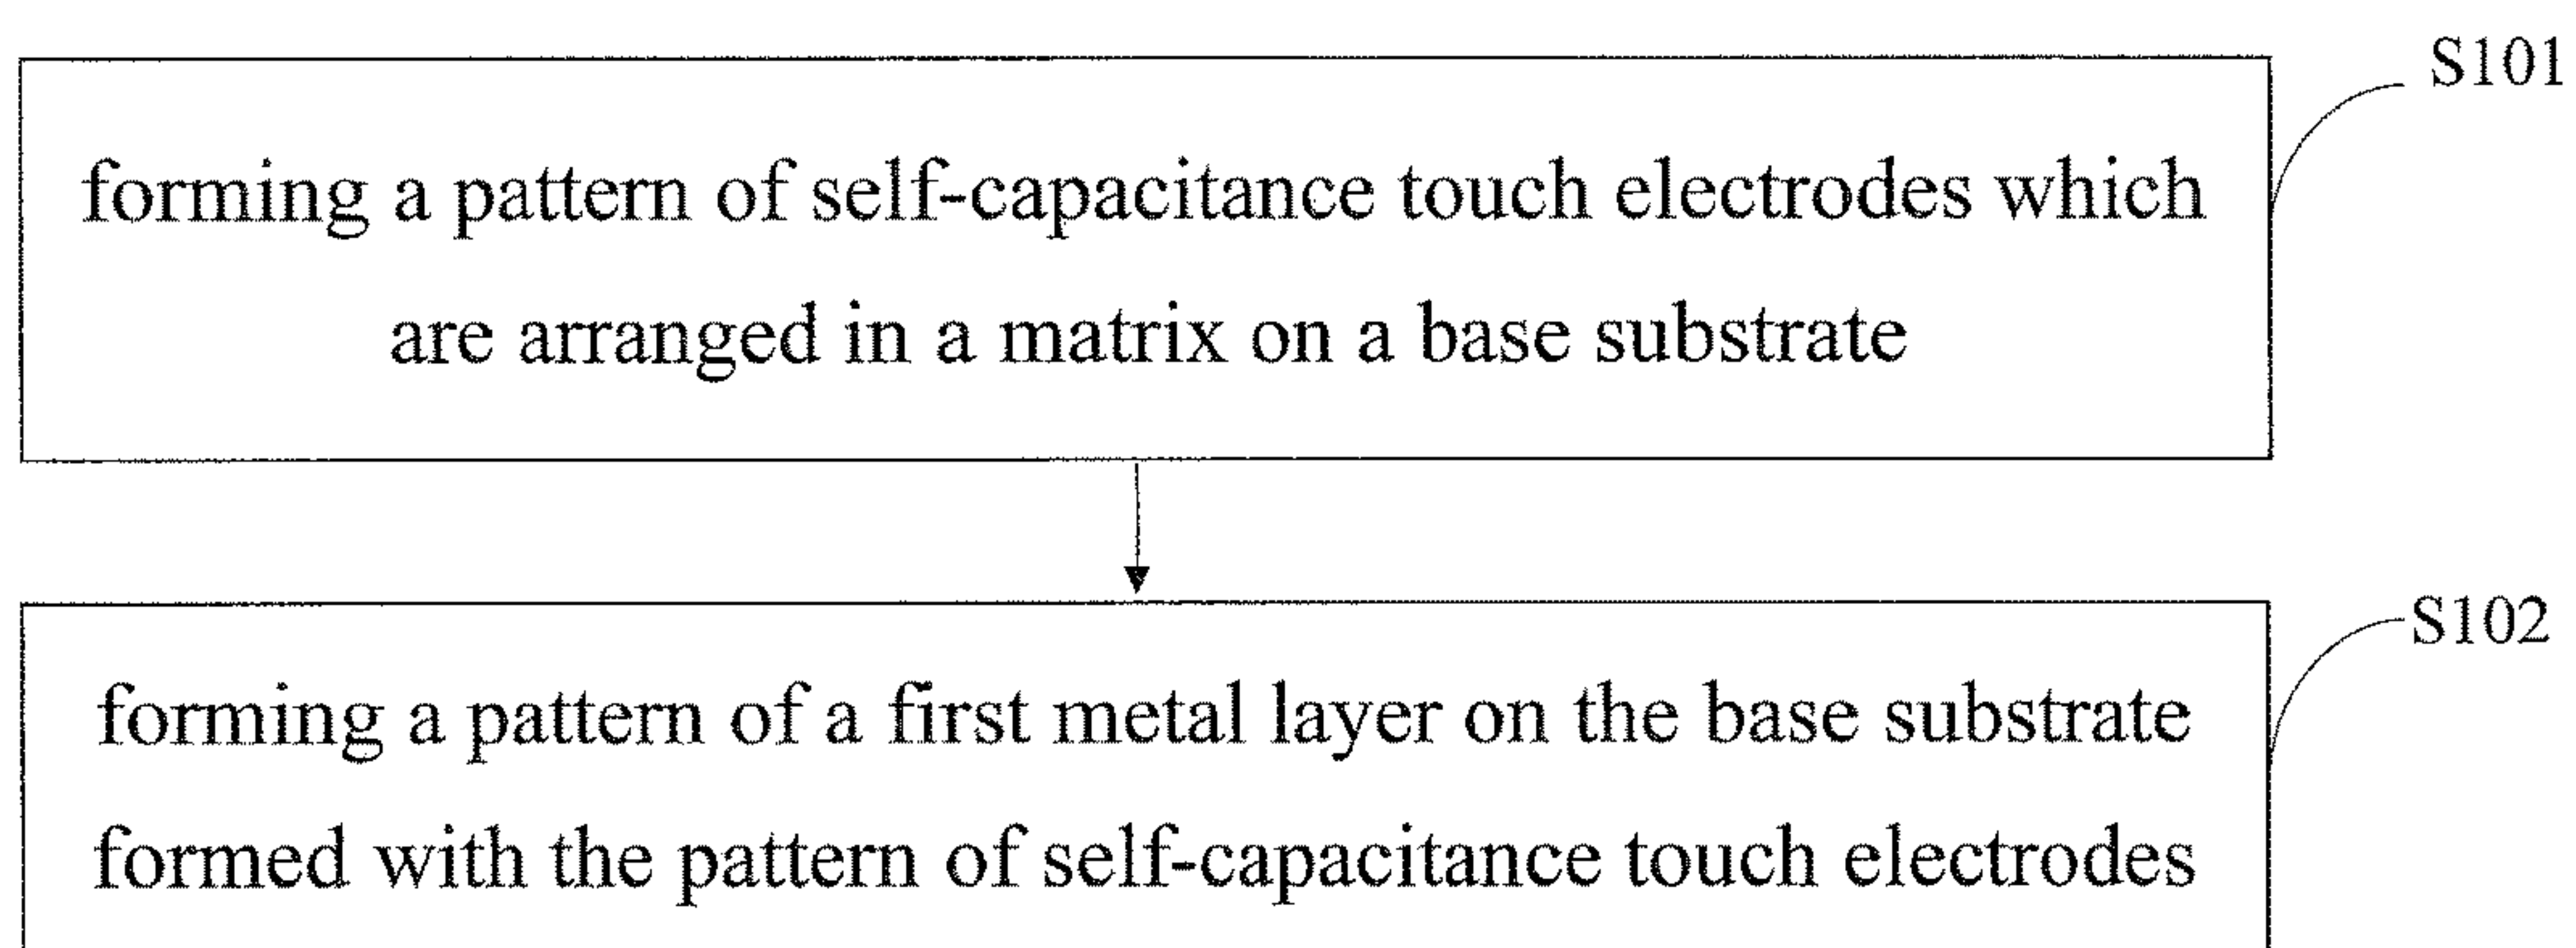 S101
forming a pattern of self-capacitance touch electrodes which
are arranged in a matrix on a base substrate
S102
forming a pattern of a first metal layer on the base substrate
formed with the pattern of self-capacitance touch electrodes